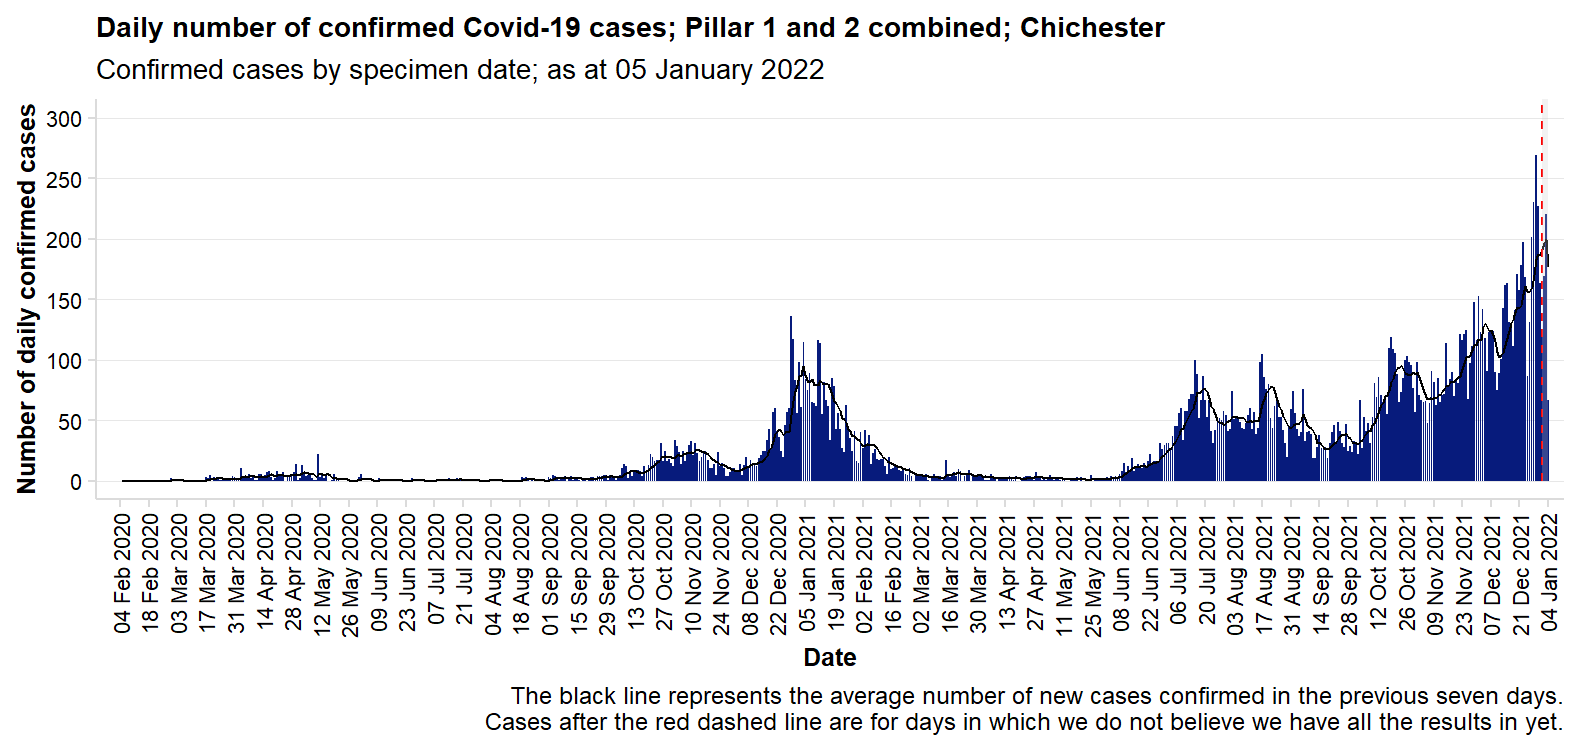 Daily number of confirmed Covid-19 cases; Pillar 1 and 2 combined; Chichester
Confirmed cases by specimen date; as at 05 January 2022
Number of daily confirmed cases
300
250
200
150
100
50
0
04 Feb 2020
18 Feb 2020
03 Mar 2020
17 Mar 2020
31 Mar 2020
14 Apr 2020
28 Apr 2020
12 May 2020
26 May 2020
09 Jun 2020
23 Jun 2020
07 Jul 2020
21 Jul 2020
04 Aug 2020
18 Aug 2020
01 Sep 2020
15 Sep 2020
29 Sep 2020
13 Oct 2020
27 Oct 2020
10 Nov 2020
24 Nov 2020
08 Dec 2020
22 Dec 2020
05 Jan 2021
19 Jan 2021
02 Feb 2021
16 Feb 2021
02 Mar 2021
16 Mar 2021
30 Mar 2021
13 Apr 2021
27 Apr 2021
11 May 2021
25 May 2021
08 Jun 2021
22 Jun 2021
06 Jul 2021
20 Jul 2021
03 Aug 2021
17 Aug 2021
31 Aug 2021
14 Sep 2021
28 Sep 2021
12 Oct 2021
26 Oct 2021
09 Nov 2021
23 Nov 2021
07 Dec 2021
21 Dec 2021
04 Jan 2022
Date
The black line represents the average number of new cases confirmed in the previous seven days.
Cases after the red dashed line are for days in which we do not believe we have all the results in yet.